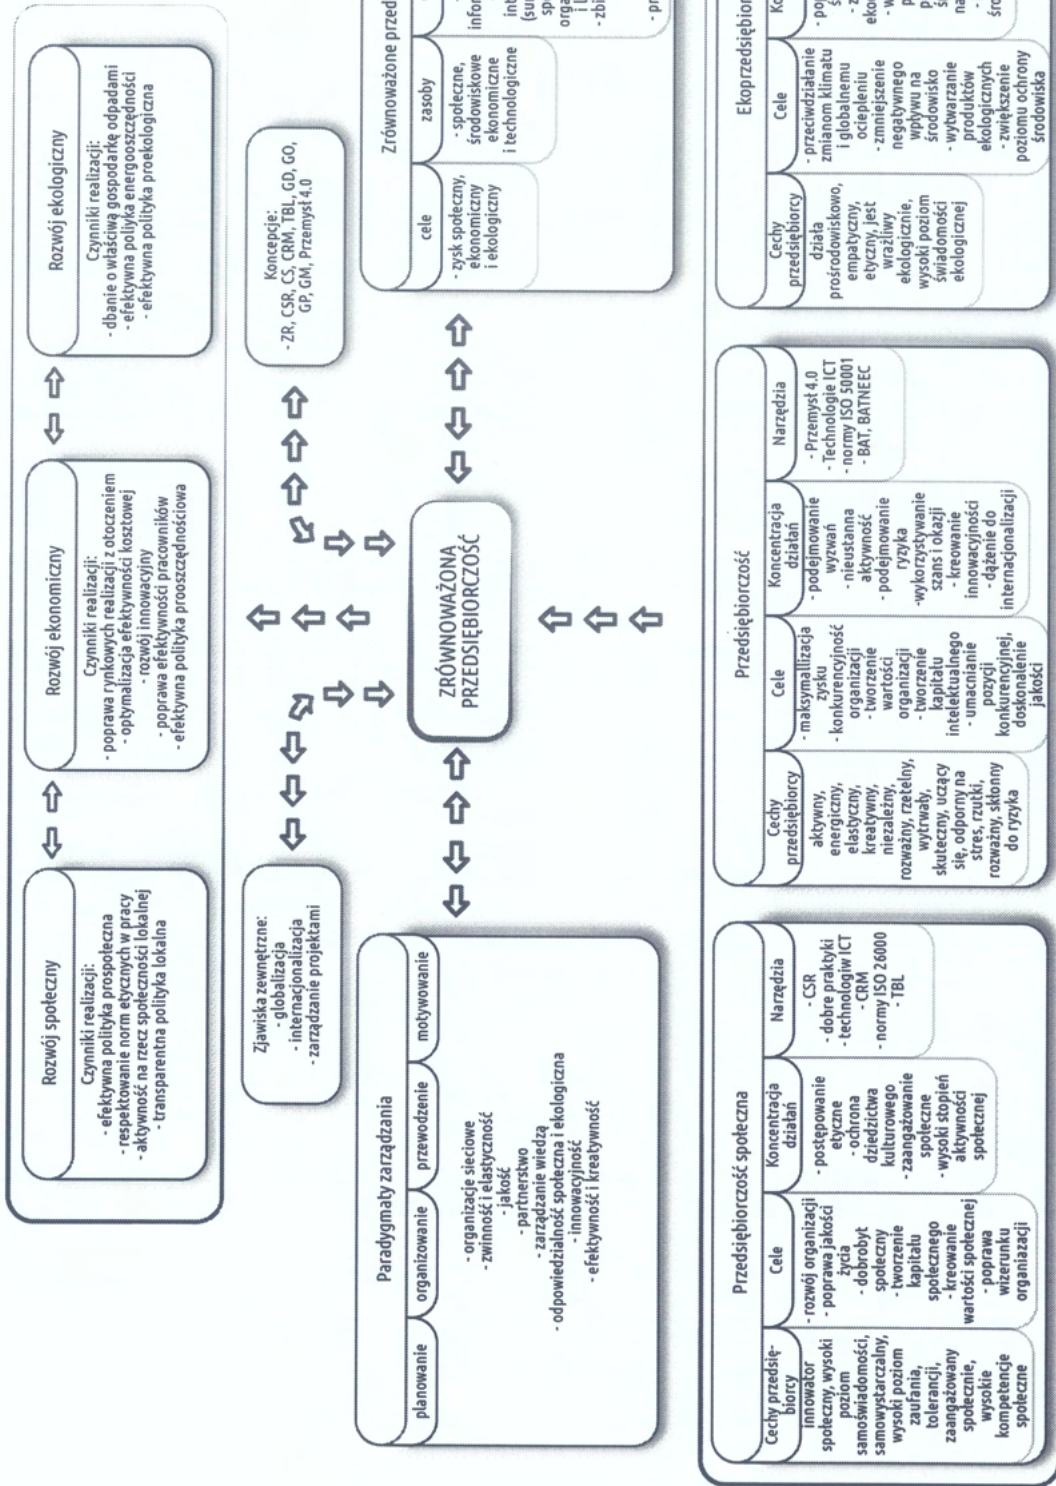 Rozwój społeczny
Czynniki realizacji:
- efektywna polityka prospołeczna
- respektowanie norm etycznych w pracy
- aktywność na rzecz społeczności lokalnej
- transparentna polityka lokalna
Rozwój ekonomiczny
Czynniki realizacji:
- poprawa rynkowych realizacji z otoczeniem
- optymalizacja efektywności kosztowej
- rozwój innowacyjny
- poprawa efektywności pracowników
- efektywna polityka prooszczędnościowa
Rozwój ekologiczny
Czynniki realizacji:
- dbanie o właściwą gospodarkę odpadami
- efektywna poliyka energooszczędności
- efektywna polityka proekologiczna
Zjawiska zewnętrzne:
- globalizacja
- internacjonalizacja
- zarządzanie projektami
Koncepcje:
- ZR, CSR, CS, CRM, TBL, GD, GO,
GP, GM, Przemysł 4.0
Paradygmaty zarządzania
planowanie
organizowanie
przewodzenie
motywowanie
- organizacje sieciowe
- zwinność i elastyczność
- jakość
- partnerstwo
- zarządzanie wiedzą
- odpowiedzialność społeczna i ekologiczna
- innowacyjność
- efektywność i kreatywność
ZRÓWNOWAŻONA
PRZEDSIĘBIORCZOŚĆ
Zrównoważone przed
cele
- zysk społeczny,
ekonomiczny
i ekologiczny
zasoby
- społeczne,
środowiskowe
ekonomiczne
i technologiczne
Przedsiębiorczość społeczna
Cechy przedsię-
biorcy
innowator
społeczny, wysoki
poziom
samoświadomości,
samowystarczalny,
wysoki poziom
zaufania,
tolerancji,
zaangażowany
społecznie,
wysokie
kompetencje
społeczne
Cele
- rozwój organizacji
- poprawa jakości
życia
- dobrobyt
społeczny
- tworzenie
kapitału
społecznego
- kreowanie
wartości społecznej
- poprawa
wizerunku
organiazacji
Koncentracja
działań
- postępowanie
etyczne
- ochrona
dziedzictwa
kulturowego
- zaangażowanie
społeczne
- wysoki stopień
aktywności
społecznej
Narzędzia
- CSR
- dobre praktyki
- technologiw ICT
- CRM
- normy ISO 26000
- TBL
Przedsiębiorczość
Cechy
przedsiębiorcy
aktywny,
energiczny,
elastyczny,
kreatywny,
niezależny,
rozważny, rzetelny,
wytrwały,
skuteczny, uczący
się, odporny na
stres, rzutki,
rozważny, skłonny
do ryzyka
Cele
- maksymallizacja
zysku
- konkurencyjność
organizacji
- tworzenie
wartości
organizacji
- tworzenie
kapitału
intelektualnego
- umacnianie
pozycji
konkurencyjnej,
doskonalenie
jakości
Koncentracja
działań
- podejmowanie
wyzwań
- nieustanna
aktywność
- podejmowanie
ryzyka
-wykorzystywanie
szans i okazji
- kreowanie
innowacyjności
- dążenie do
internacjonalizacji
Narzędzia
- Przemysł 4.0
- Technologie ICT
- normy ISO 50001
- BAT, BATNEEC
Ekoprzedsiębior
Cechy
przedsiębiorcy
działa
prośrodowiskowo,
empatyczny,
etyczny, jest
wrażliwy
ekologicznie,
wysoki poziom
świadomości
ekologicznej
Cele
- przeciwdziałanie
zmianom klimatu
i globalnemu
ociepleniu
- zmniejszenie
negatywnego
wpływu na
środowisko
- wytwarzanie
produktów
ekologicznych
- zwiększenie
poziomu ochrony
środowiska